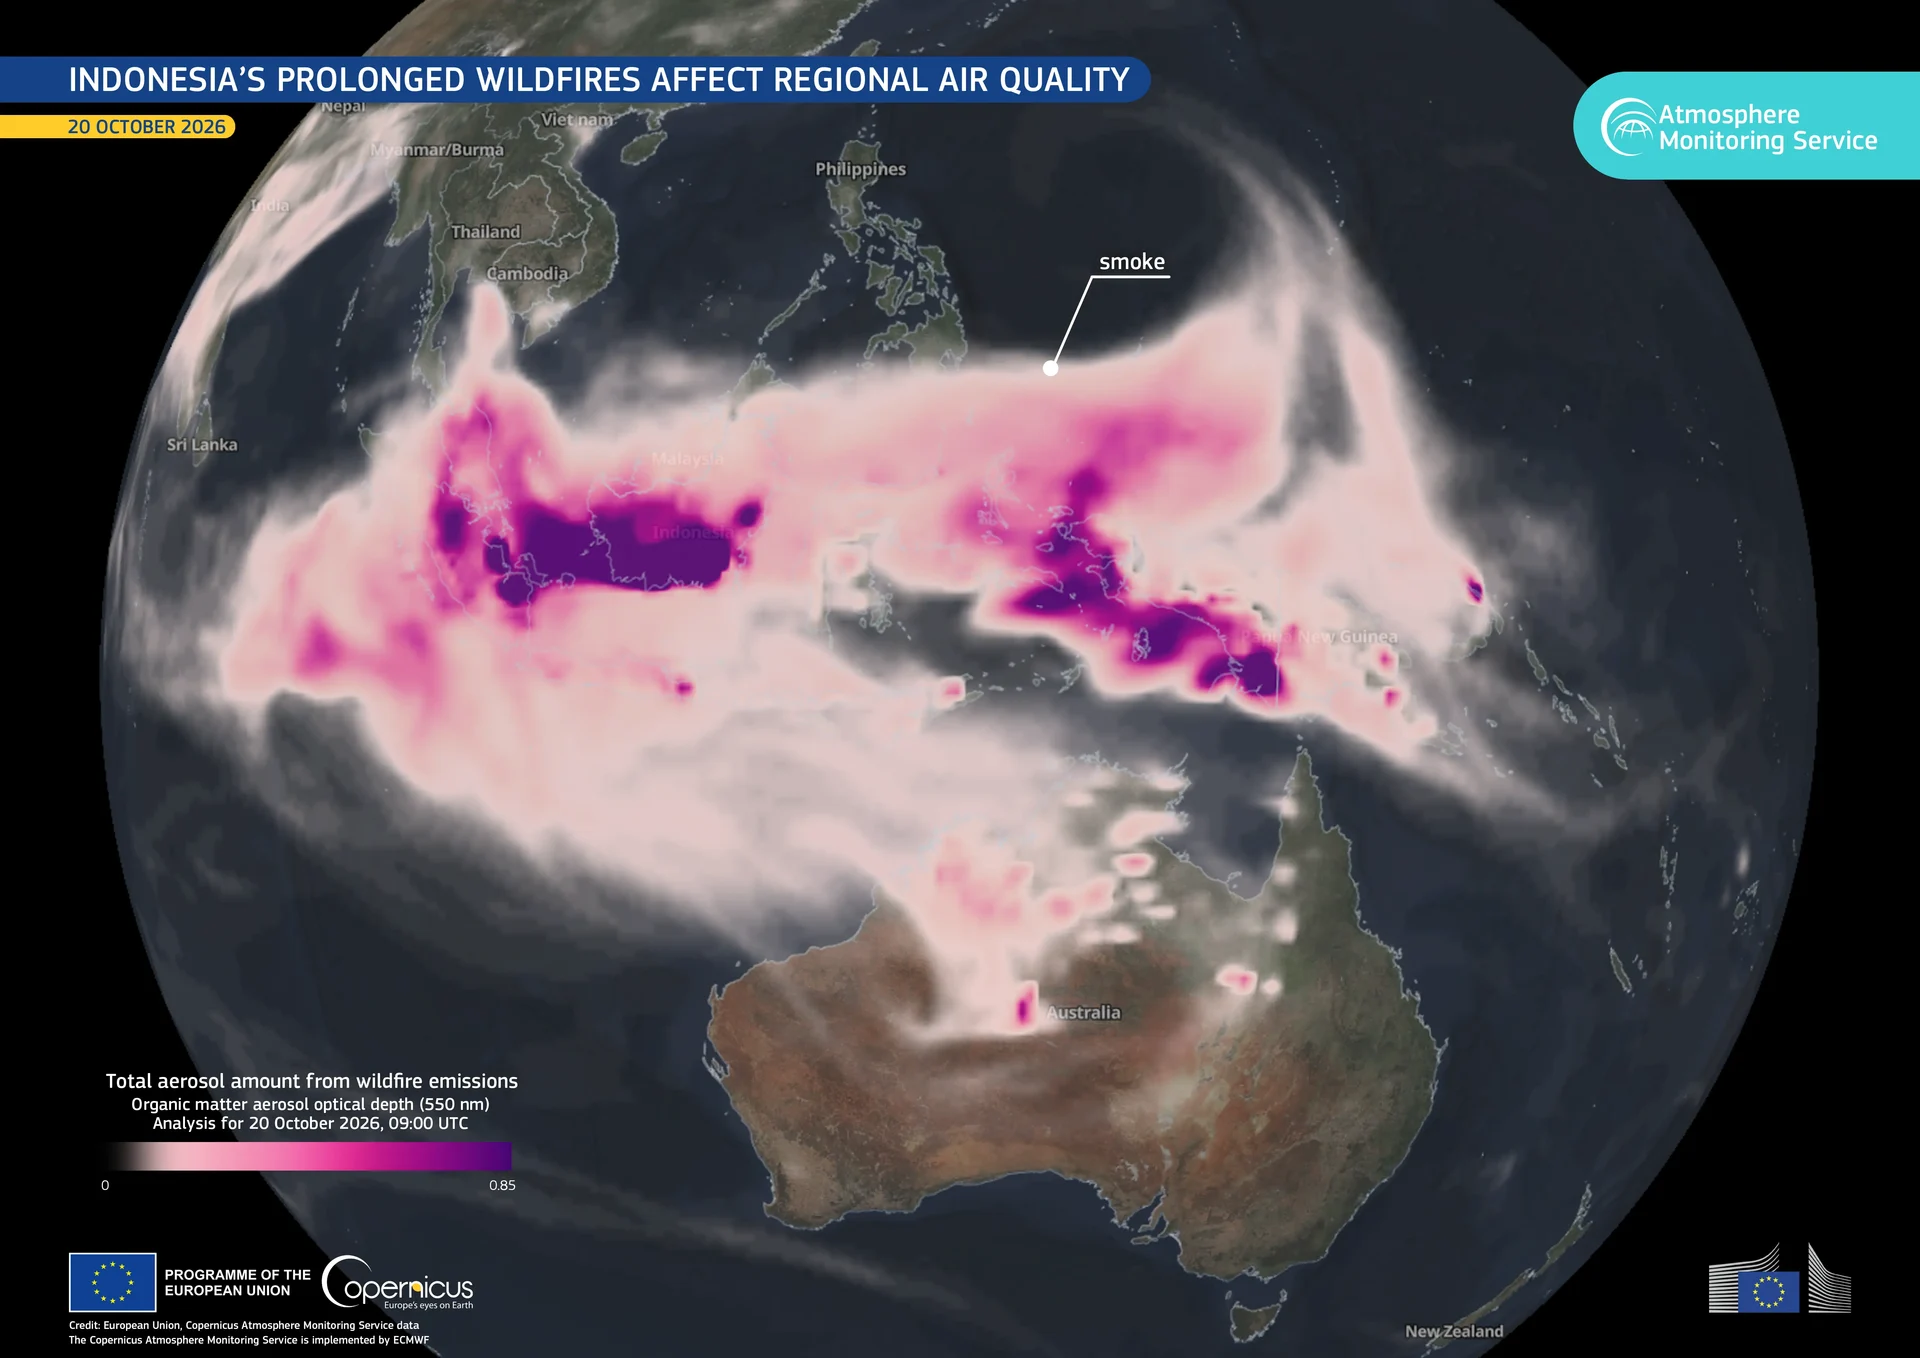 INDONESIA'S PROLONGED WILDFIRES AFFECT REGIONAL AIR QUALITY
20 OCTOBER 2026
Atmosphere
Monitoring Service
Nepal
Viet nam
Myanmar/Burma
Philippines
India
Thailand
Cambodia
smoke
Sri Lanka
Malaysia
Indonesia
Papua New Guinea
Australia
Total aerosol amount from wildfire emissions
Organic matter aerosol optical depth (550 nm)
Analysis for 20 October 2026, 09:00 UTC
0
0.85
PROGRAMME OF THE
EUROPEAN UNION
Copernicus
Europe's eyes on Earth
Credit: European Union, Copernicus Atmosphere Monitoring Service data
The Copernicus Atmosphere Monitoring Service is implemented by ECMWF
New Zealand